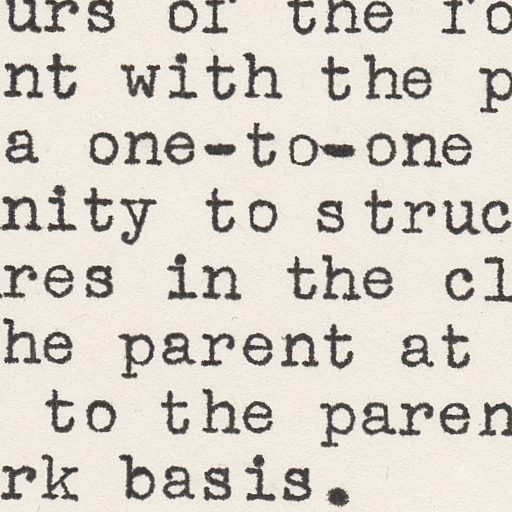 urs of the fo
nt with the p
a one-to-one
nity to struc
res in the cl
he parent at
to the paren
rk basis.